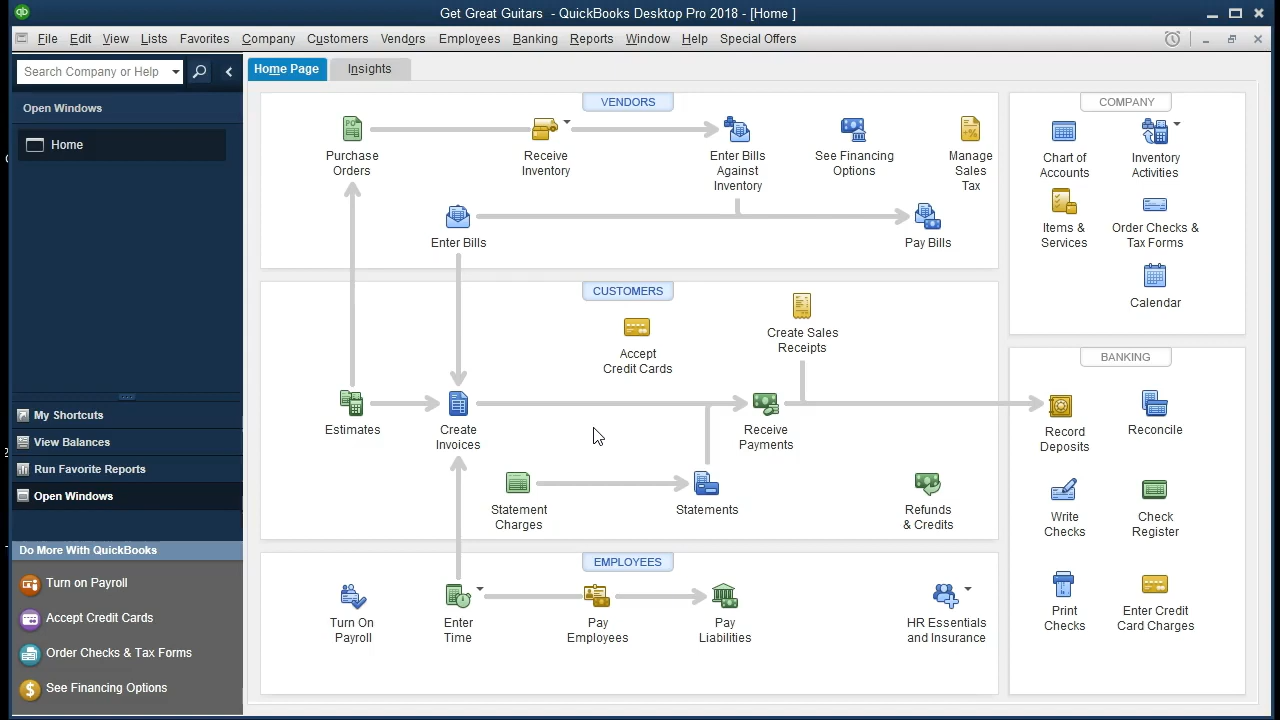 Get Great Guitars - QuickBooks Desktop Pro 2018 - [Home ]
File Edit View Lists Favorites Company Customers Vendors Employees Banking Reports Window Help Special Offers
Search Company or Help
Open Windows
Home
My Shortcuts
View Balances
Run Favorite Reports
Open Windows
Do More With QuickBooks
Turn on Payroll
Accept Credit Cards
Order Checks & Tax Forms
See Financing Options
Home Page
Insights
VENDORS
Purchase
Orders
Receive
Inventory
Enter Bills
Against
Inventory
See Financing
Options
Manage
Sales
Tax
Enter Bills
Pay Bills
CUSTOMERS
Accept
Credit Cards
Create Sales
Receipts
Estimates
Create
Invoices
Receive
Payments
Statement
Charges
Statements
Refunds
& Credits
EMPLOYEES
Turn On
Payroll
Enter
Time
Pay
Employees
Pay
Liabilities
HR Essentials
and Insurance
COMPANY
Chart of
Accounts
Inventory
Activities
Items &
Services
Order Checks &
Tax Forms
Calendar
BANKING
Record
Deposits
Reconcile
Write
Checks
Check
Register
Print
Checks
Enter Credit
Card Charges